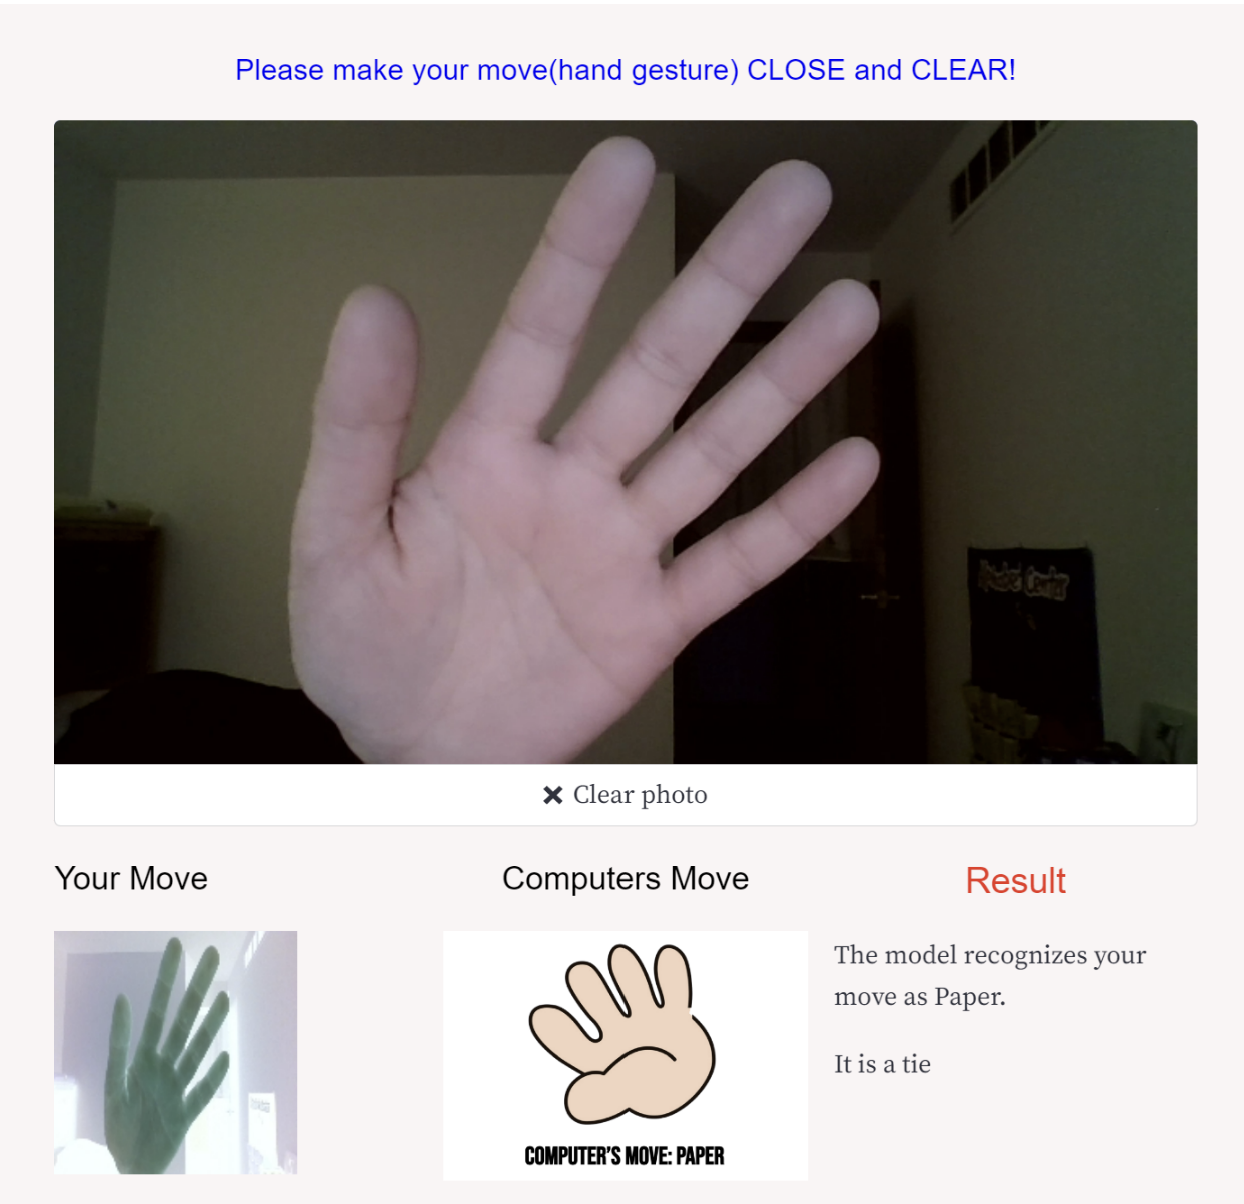 Please make your move(hand gesture) CLOSE and CLEAR!
Center
✖ Clear photo
Your Move
Computers Move
Result
The model recognizes your
move as Paper.
It is a tie
COMPUTER'S MOVE: PAPER